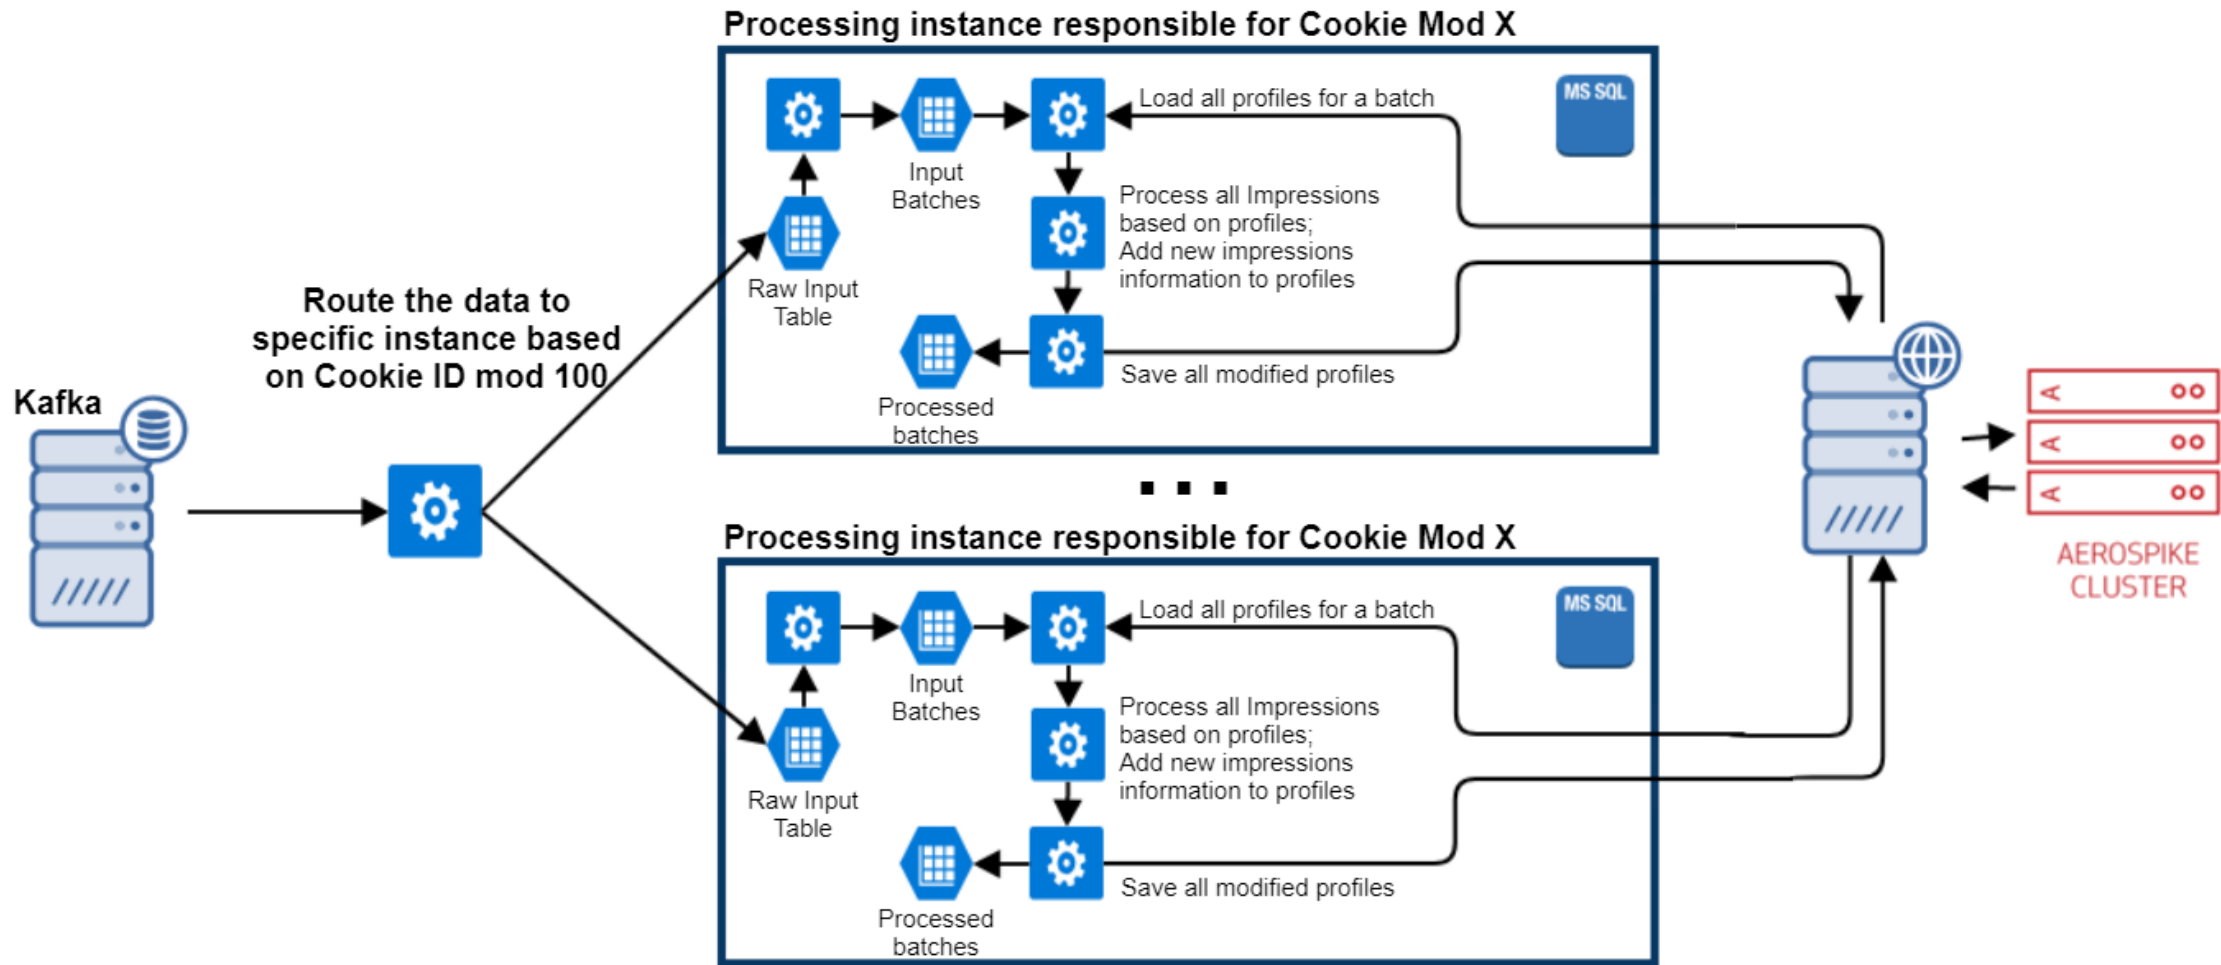 Processing instance responsible for Cookie Mod X
MS SQL
Load all profiles for a batch
Input
Batches
Process all Impressions
based on profiles;
Add new impressions
information to profiles
Raw Input
Table
Route the data to
specific instance based
on Cookie ID mod 100
Save all modified profiles
Processed
batches
Kafka
A
A
A
AEROSPIKE
CLUSTER
...
Processing instance responsible for Cookie Mod X
MS SQL
Load all profiles for a batch
Input
Batches
Process all Impressions
based on profiles;
Add new impressions
information to profiles
Raw Input
Table
Save all modified profiles
Processed
batches